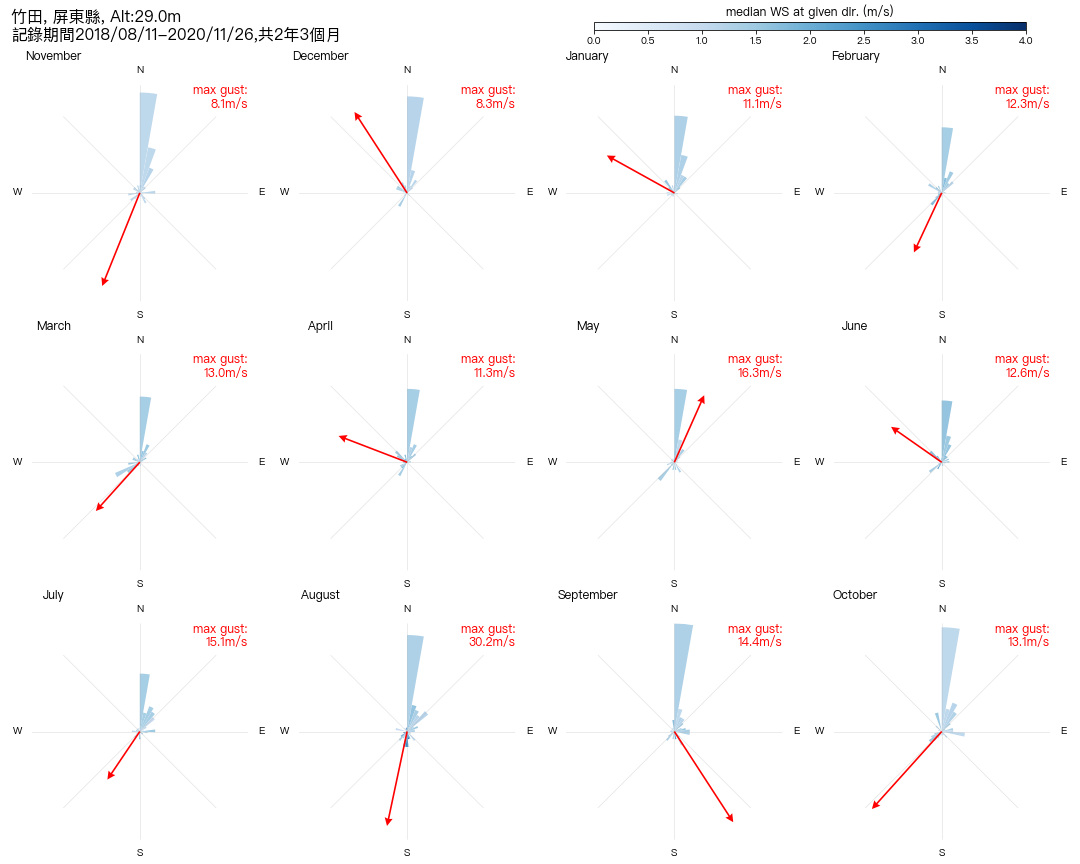 竹田, 屏東縣, Alt:29.0m
記錄期間2018/08/11−2020/11/26,共2年3個月
median WS at given dir. (m/s)
0.0 0.5 1.0 1.5 2.0 2.5 3.0 3.5 4.0
November
N
max gust:
8.1m/s
W
E
S
December
N
max gust:
8.3m/s
W
E
S
January
N
max gust:
11.1m/s
W
E
S
February
N
max gust:
12.3m/s
W
E
S
March
N
max gust:
13.0m/s
W
E
S
April
N
max gust:
11.3m/s
W
E
S
May
N
max gust:
16.3m/s
W
E
S
June
N
max gust:
12.6m/s
W
E
S
July
N
max gust:
15.1m/s
W
E
S
August
N
max gust:
30.2m/s
W
E
S
September
N
max gust:
14.4m/s
W
E
S
October
N
max gust:
13.1m/s
W
E
S